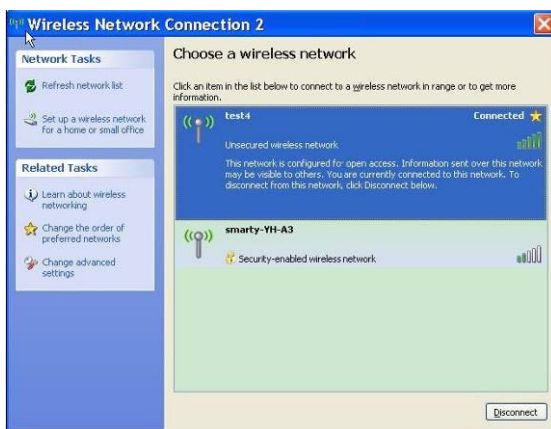 Wireless Network Connection 2
Network Tasks
Refresh network list
Set up a wireless network
for a home or small office
Related Tasks
Learn about wireless
networking
Change the order of
preferred networks
Change advanced
settings
Choose a wireless network
Click an item in the list below to connect to a wireless network in range or to get more
information.
test4 Connected
Unsecured wireless network
This network is configured for open access. Information sent over this network
may be visible to others. You are currently connected to this network. To
disconnect from this network, click Disconnect below.
smarty-YH-A3
Security-enabled wireless network
Disconnect